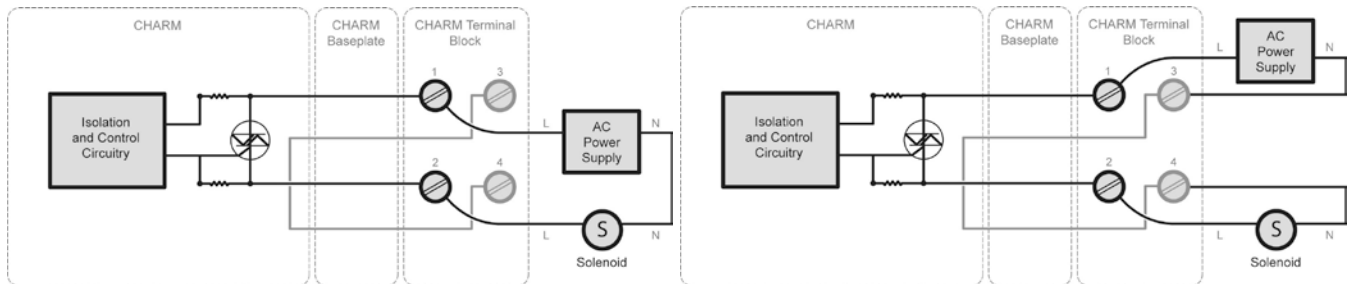 CHARM
CHARM
Baseplate
CHARM Terminal
Block
1
3
Isolation
and Control
Circuitry
L
AC
Power
Supply
N
2
4
L
S
N
Solenoid
CHARM
CHARM
Baseplate
CHARM Terminal
Block
L
AC
Power
Supply
N
1
3
Isolation
and Control
Circuitry
2
4
L
S
N
Solenoid